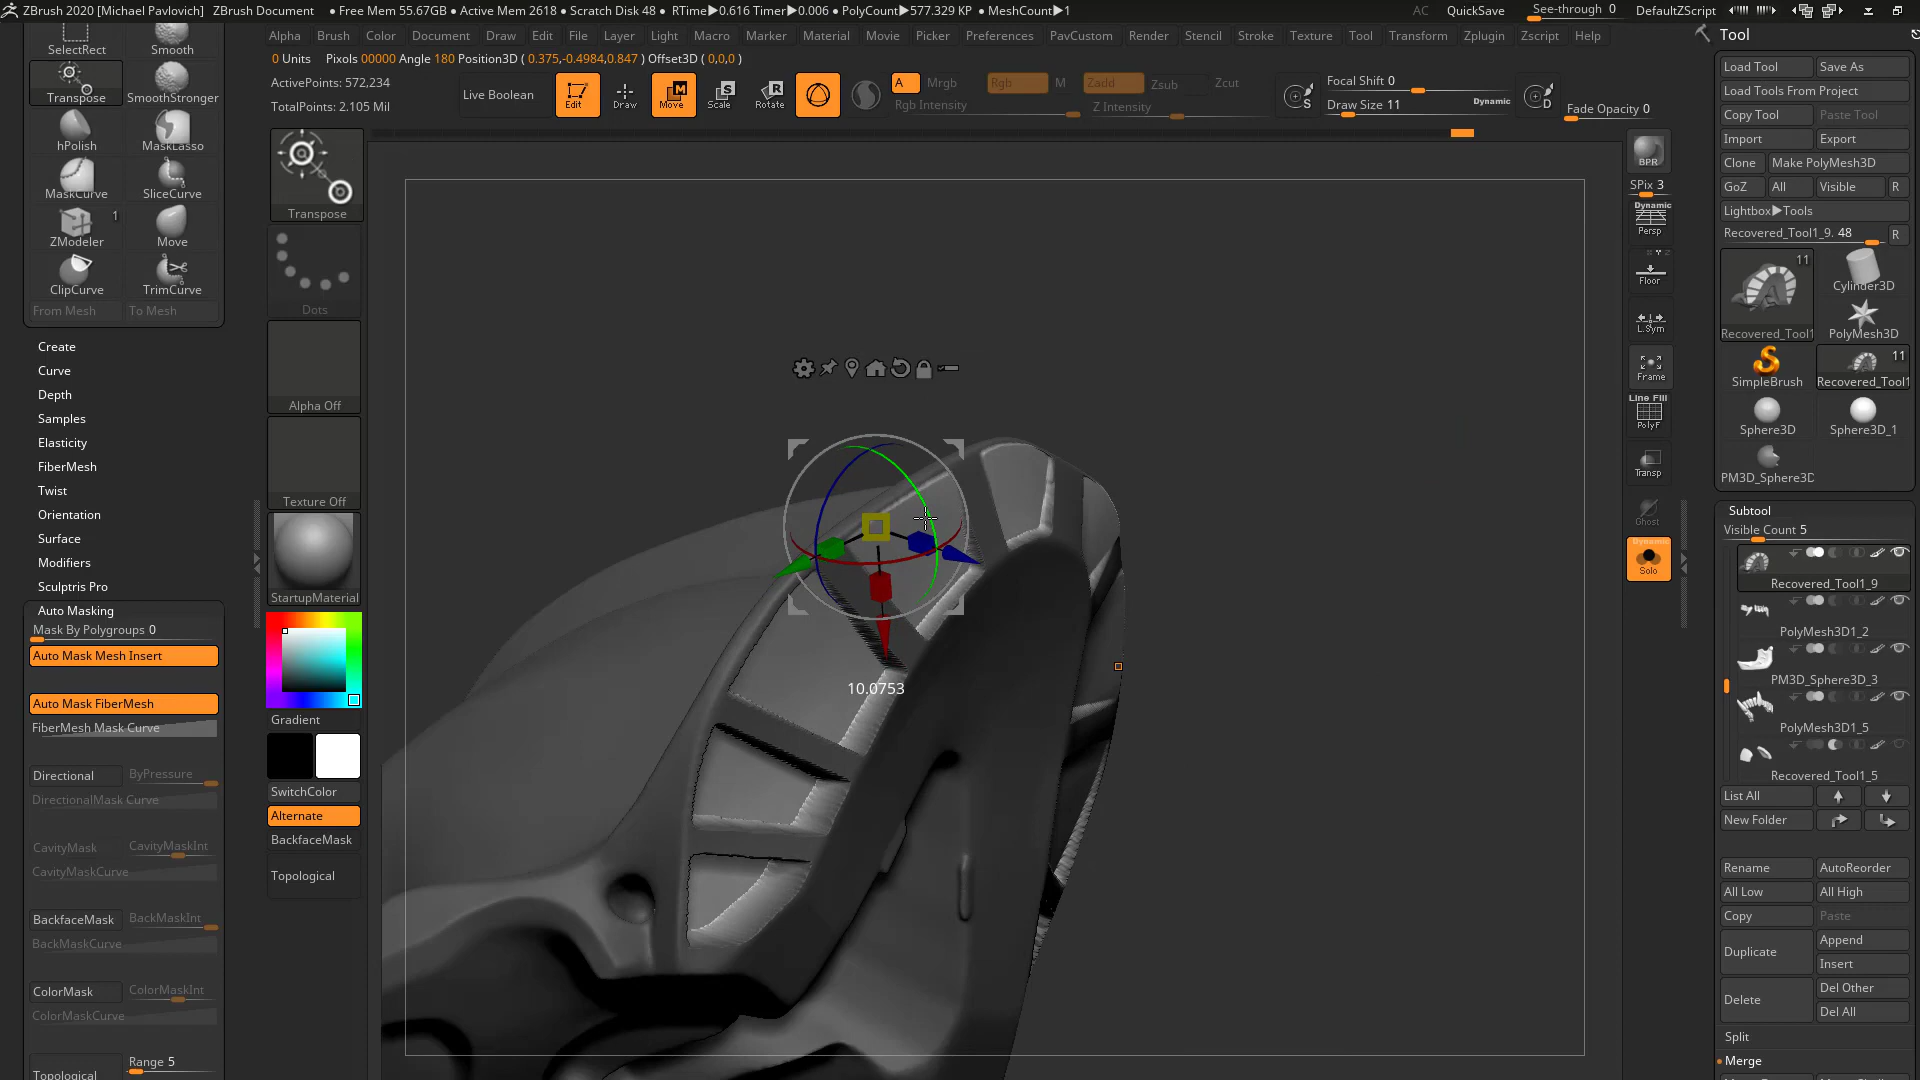 ZBrush 2020 [Michael Pavlovich] ZBrush Document ● Free Mem 55.67GB ● Active Mem 2618 ● Scratch Disk 48 ● RTime▶0.616 Timer▶0.006 ● PolyCount▶577.329 KP ● MeshCount▶1 AC QuickSave See-through 0 DefaultZScript
Alpha Brush Color Document Draw Edit File Layer Light Macro Marker Material Movie Picker Preferences PavCustom Render Stencil Stroke Texture Tool Transform Zplugin Zscript Help
0 Units Pixols 00000 Angle 180 Position3D ( 0.375,-0.4984,0.847 ) Offset3D ( 0,0,0 )
ActivePoints: 572,234
TotalPoints: 2.105 Mil
Live Boolean
Edit
Draw
Move
Scale
Rotate
A Mrgb
Rgb Intensity
Rgb M Zadd Zsub Zcut
Z Intensity
S
Focal Shift 0
Draw Size 11 Dynamic
D
Fade Opacity 0
SelectRect Smooth
Transpose SmoothStronger
hPolish MaskLasso
MaskCurve SliceCurve
1
ZModeler Move
ClipCurve TrimCurve
From Mesh To Mesh
Create
Curve
Depth
Samples
Elasticity
FiberMesh
Twist
Orientation
Surface
Modifiers
Sculptris Pro
Auto Masking
Mask By Polygroups 0
Auto Mask Mesh Insert
Auto Mask FiberMesh
FiberMesh Mask Curve
Directional ByPressure
DirectionalMask Curve
CavityMask CavityMaskInt
CavityMaskCurve
BackfaceMask BackMaskInt
BackMaskCurve
ColorMask ColorMaskInt
ColorMaskCurve
Topological Range 5
Transpose
Dots
Alpha Off
Texture Off
StartupMaterial
Gradient
SwitchColor
Alternate
BackfaceMask
Topological
10.0753
BPR
SPix 3
Dynamic
Persp
Floor
L.Sym
Frame
Line Fill
PolyF
Transp
Ghost
Dynamic
Solo
Tool
Load Tool Save As
Load Tools From Project
Copy Tool Paste Tool
Import Export
Clone Make PolyMesh3D
GoZ All Visible R
Lightbox▶Tools
Recovered_Tool1_9. 48 R
11
Cylinder3D
Recovered_Tool1 PolyMesh3D
11
SimpleBrush Recovered_Tool1
Sphere3D Sphere3D_1
PM3D_Sphere3D
Subtool
Visible Count 5
Recovered_Tool1_9
PolyMesh3D1_2
PM3D_Sphere3D_3
PolyMesh3D1_5
Recovered_Tool1_5
List All
New Folder
Rename AutoReorder
All Low All High
Copy Paste
Duplicate Append
Insert
Delete Del Other
Del All
Split
Merge